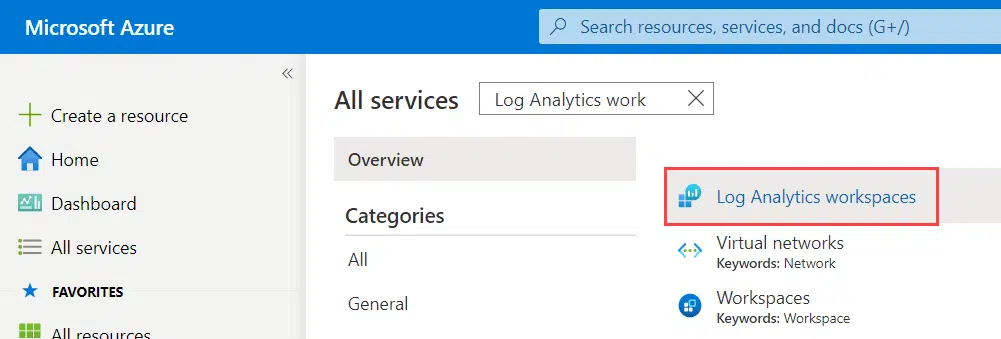 Microsoft Azure
Search resources, services, and docs (G+/)
«
Create a resource
Home
Dashboard
All services
FAVORITES
All resources
All services
Log Analytics work
Overview
Categories
All
General
Log Analytics workspaces
Virtual networks
Keywords: Network
Workspaces
Keywords: Workspace